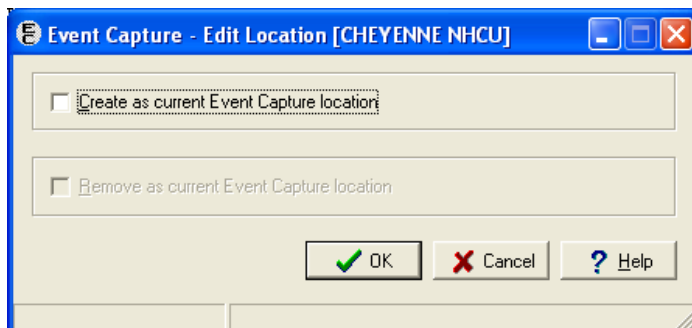 Event Capture - Edit Location [CHEYENNE NHCU]
Create as current Event Capture location
Remove as current Event Capture location
OK Cancel ? Help